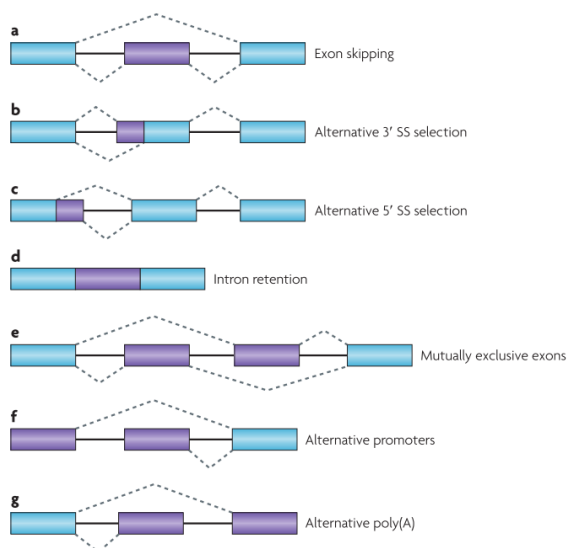 a
Exon skipping
b
Alternative 3′ SS selection
c
Alternative 5′ SS selection
d
Intron retention
e
Mutually exclusive exons
f
Alternative promoters
g
Alternative poly(A)